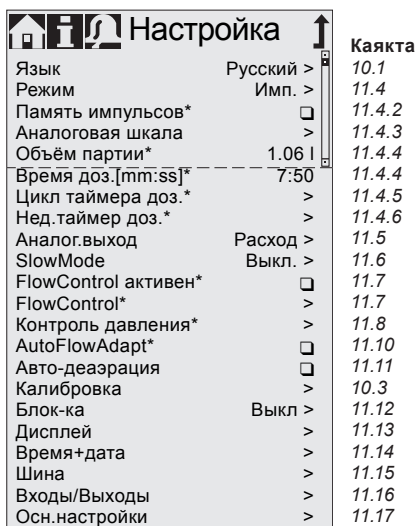 Настройка
Каякта
Язык Русский > 10.1
Режим Имп. > 11.4
Память импульсов* 11.4.2
Аналоговая шкала > 11.4.3
Объём партии* 1.06 l 11.4.4
Время доз.[mm:ss]* 7:50 11.4.4
Цикл таймера доз.* > 11.4.5
Нед.таймер доз.* > 11.4.6
Аналог.выход Расход > 11.5
SlowMode Выкл. > 11.6
FlowControl активен* 11.7
FlowControl* > 11.7
Контроль давления* > 11.8
AutoFlowAdapt* 11.10
Авто-деаэрация 11.11
Калибровка > 10.3
Блок-ка Выкл > 11.12
Дисплей > 11.13
Время+дата > 11.14
Шина > 11.15
Входы/Выходы > 11.16
Осн.настройки > 11.17